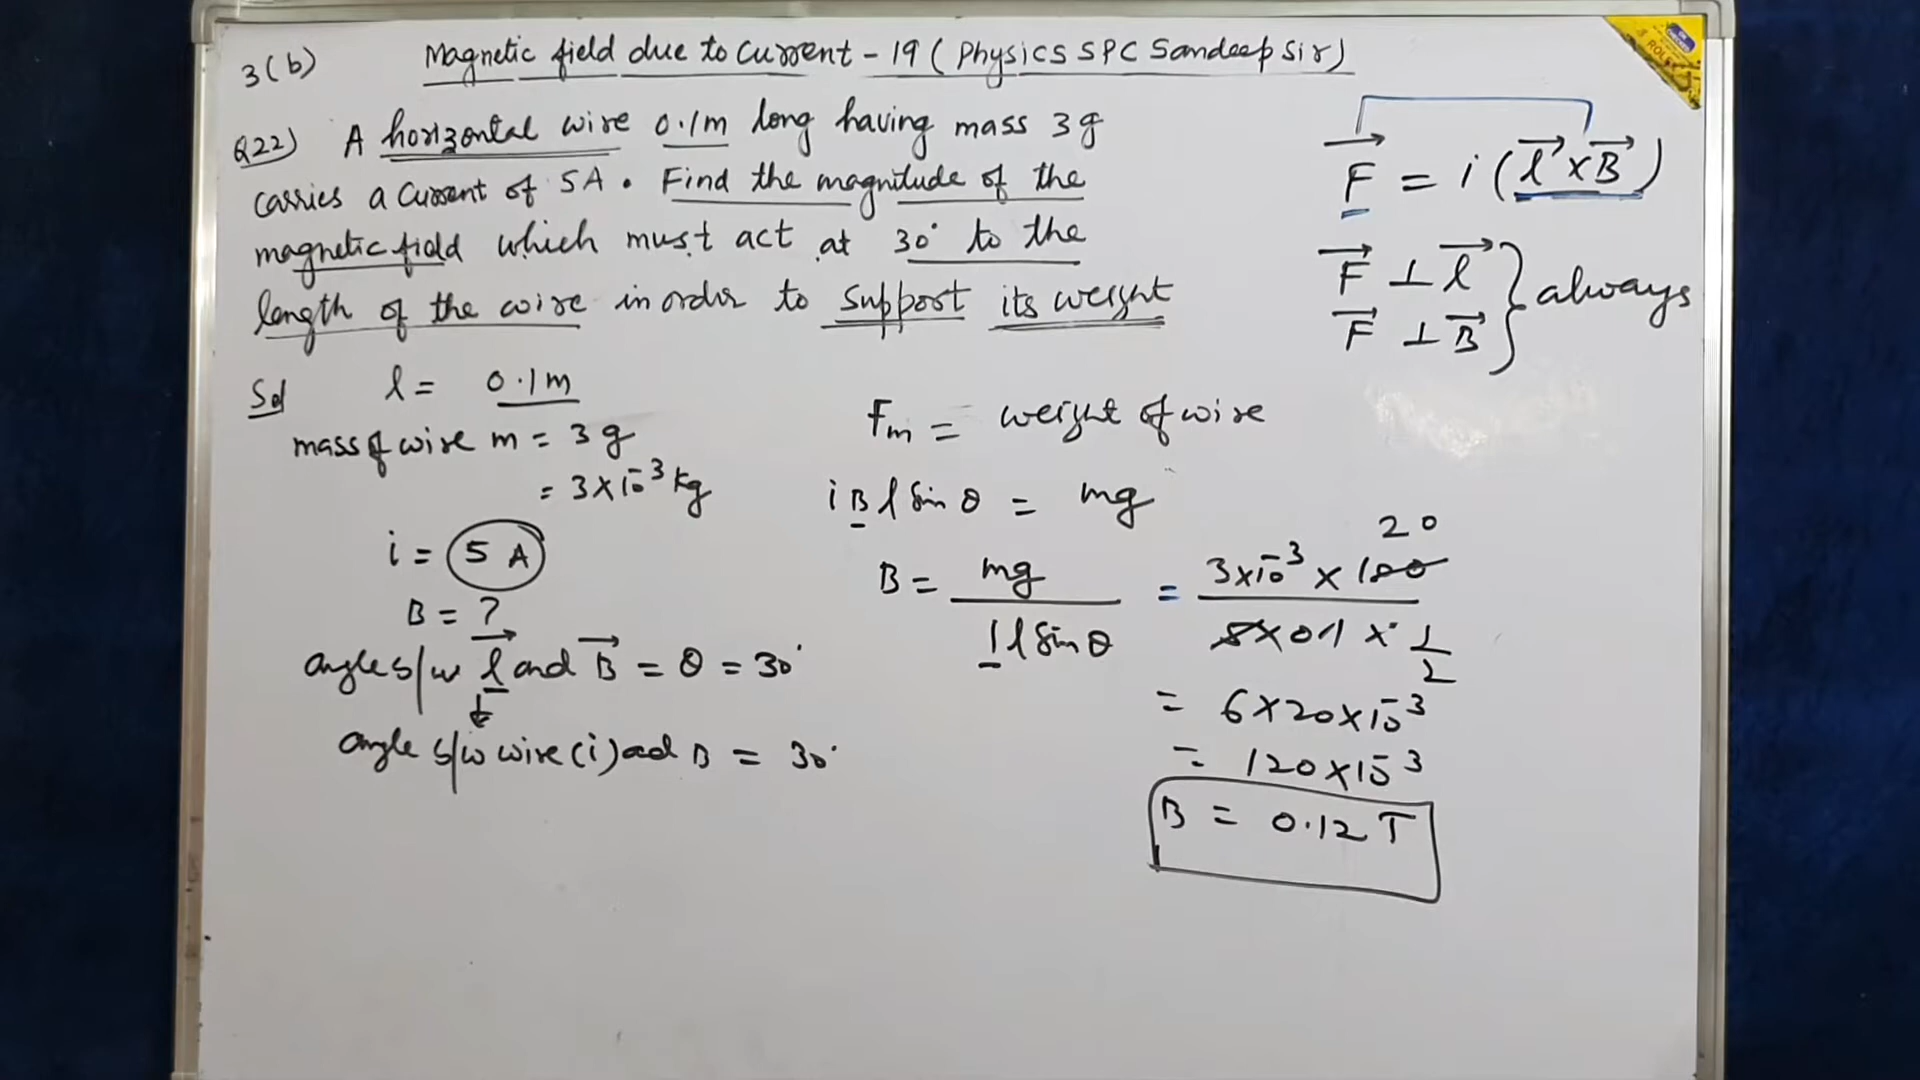 3(b) Magnetic field due to Current - 19 (Physics SPC Sandeep Sir)
Q22) A horizontal wire 0.1m long having mass 3g
carries a Current of 5A. Find the magnitude of the
magnetic field which must act at 30° to the
length of the wire in order to support its weight
F = i (l × B)
F ⊥ l
F ⊥ B
always
Sol l = 0.1m
mass of wire m = 3g
= 3×10⁻³ kg
i = 5 A
B = ?
angle b/w l and B = θ = 30°
angle b/w wire (i) and B = 30°
Fm = weight of wire
i B l Sin θ = mg
B = mg / i l Sin θ = 3×10⁻³ × 100 / 5×0.1 × 1/2
20
= 6×20×10⁻³
= 120×10⁻³
B = 0.12 T